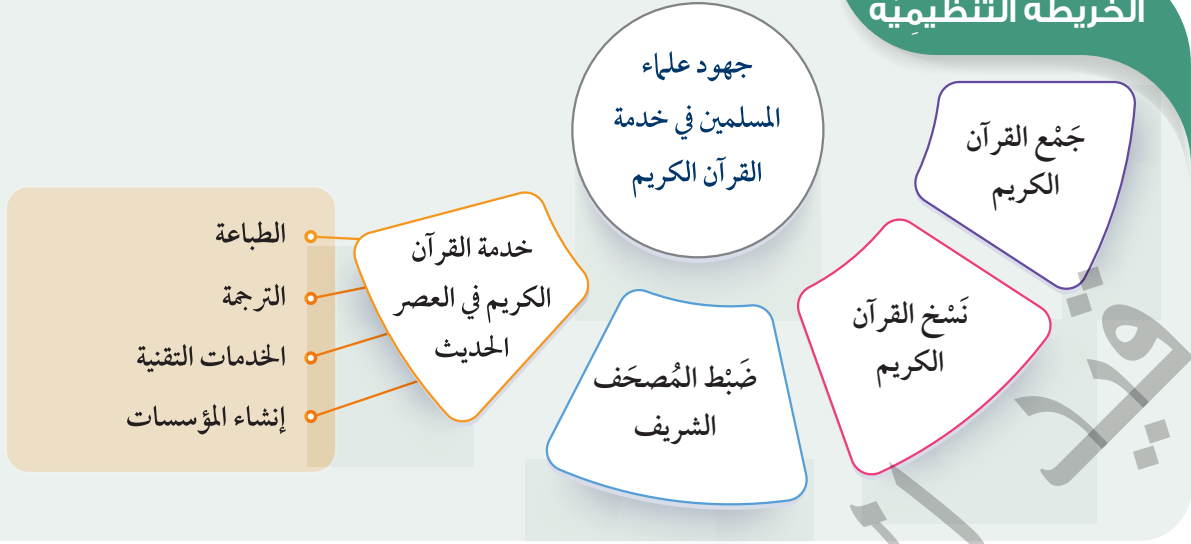 الخريطة التنظيمِيّة
جهود علماء
المسلمين في خدمة
القرآن الكريم
جَمْع القرآن
الكريم
نَسْخ القرآن
الكريم
ضَبْط المُصحَف
الشريف
خدمة القرآن
الكريم في العصر
الحديث
الطباعة
الترجمة
الخدمات التقنية
إنشاء المؤسسات